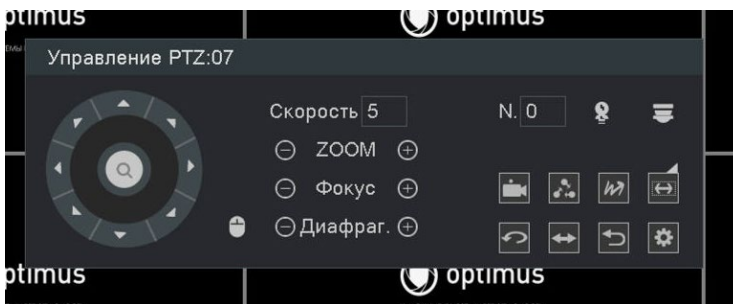 optimus
optimus
Управление PTZ:07
Скорость 5
N. 0
ZOOM
Фокус
Диафраг.
optimus
optimus